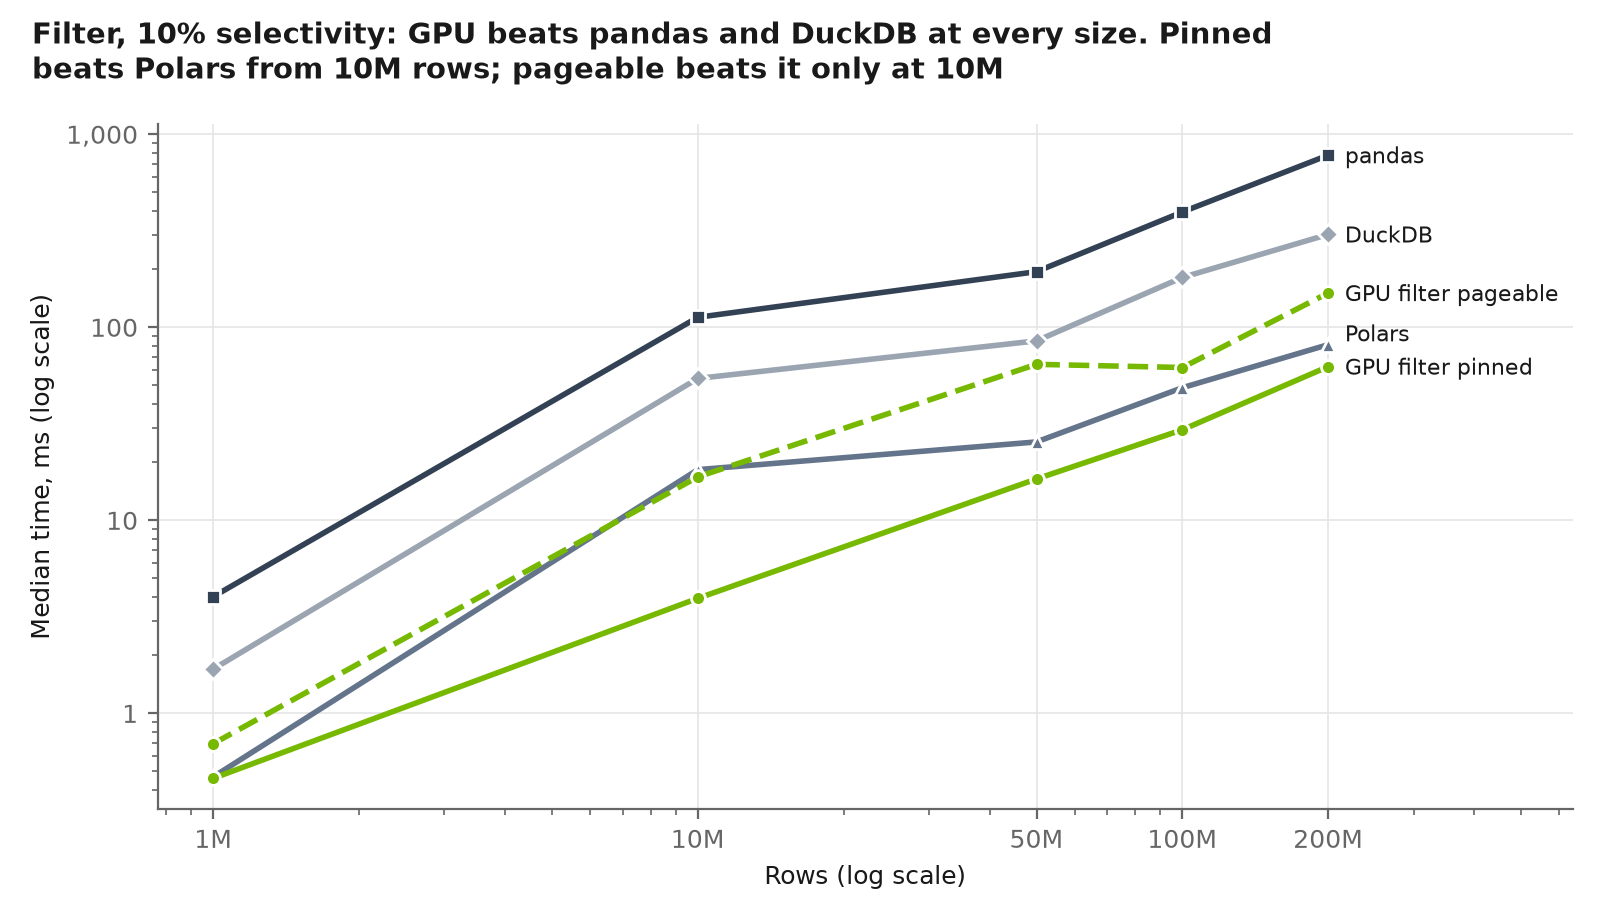 Filter, 10% selectivity: GPU beats pandas and DuckDB at every size. Pinned
beats Polars from 10M rows; pageable beats it only at 10M
1,000
100
10
1
Median time, ms (log scale)
pandas
DuckDB
GPU filter pageable
Polars
GPU filter pinned
1M
10M
50M
100M
200M
Rows (log scale)